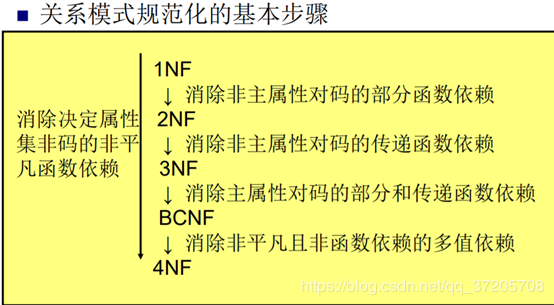 ■ 关系模式规范化的基本步骤
消除决定属性
集非码的非平
凡函数依赖
1NF
↓ 消除非主属性对码的部分函数依赖
2NF
↓ 消除非主属性对码的传递函数依赖
3NF
↓ 消除主属性对码的部分和传递函数依赖
BCNF
↓ 消除非平凡且非函数依赖的多值依赖
4NF
https://blog.csdn.net/qq_37205708